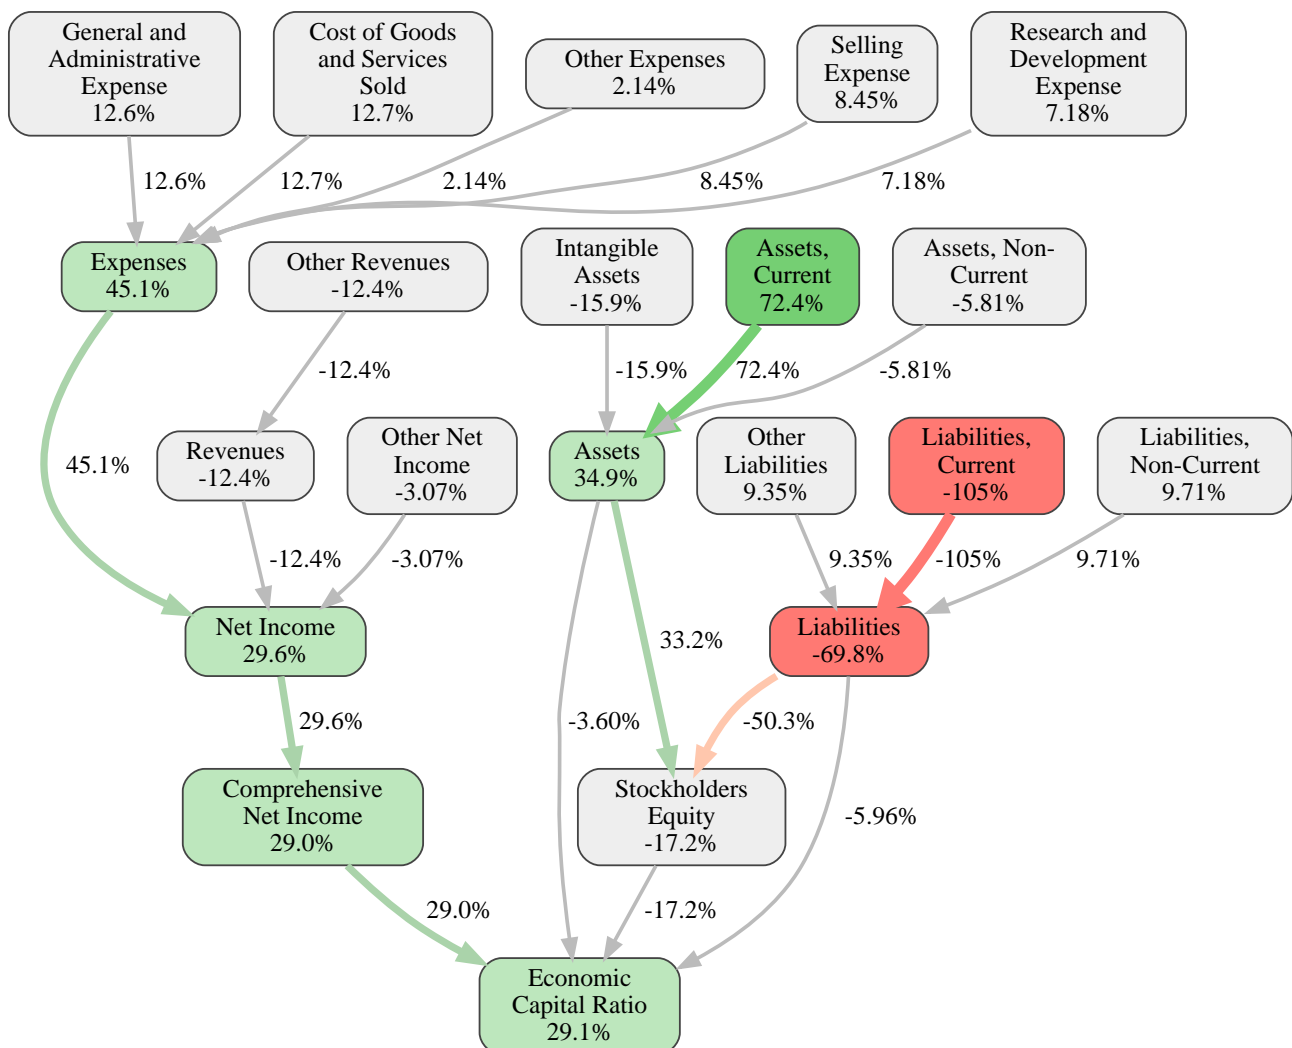 General and
Administrative
Expense
12.6%
Cost of Goods
and Services
Sold
12.7%
Other Expenses
2.14%
Selling
Expense
8.45%
Research and
Development
Expense
7.18%
12.6%
12.7%
2.14%
8.45%
7.18%
Expenses
45.1%
Other Revenues
-12.4%
Intangible
Assets
-15.9%
Assets,
Current
72.4%
Assets, Non-
Current
-5.81%
-12.4%
-15.9%
72.4%
-5.81%
45.1%
Revenues
-12.4%
Other Net
Income
-3.07%
Assets
34.9%
Other
Liabilities
9.35%
Liabilities,
Current
-105%
Liabilities,
Non-Current
9.71%
-12.4%
-3.07%
9.35%
-105%
9.71%
Net Income
29.6%
33.2%
Liabilities
-69.8%
29.6%
-3.60%
-50.3%
Comprehensive
Net Income
29.0%
Stockholders
Equity
-17.2%
-5.96%
29.0%
-17.2%
Economic
Capital Ratio
29.1%